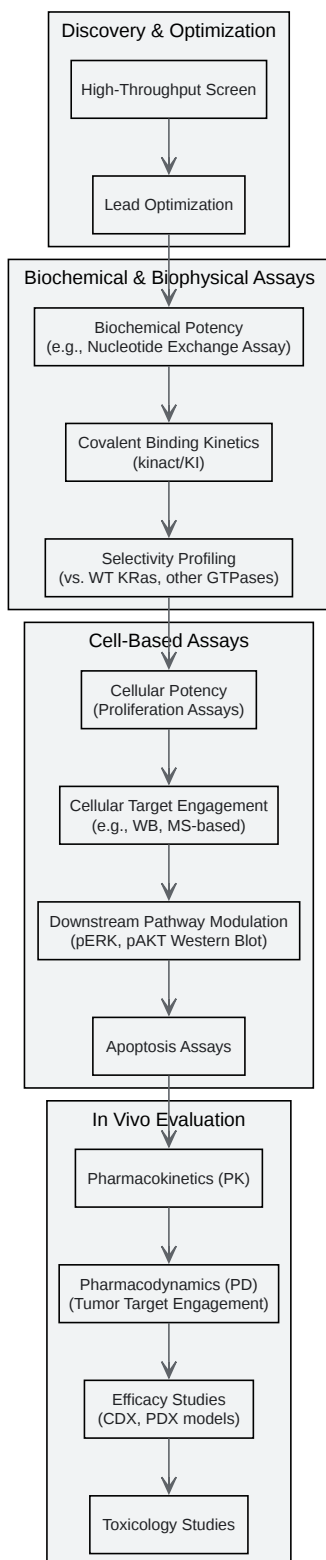 Discovery & Optimization
High-Throughput Screen
Lead Optimization
Biochemical & Biophysical Assays
Biochemical Potency
(e.g., Nucleotide Exchange Assay)
Covalent Binding Kinetics
(kinact/KI)
Selectivity Profiling
(vs. WT KRas, other GTPases)
Cell-Based Assays
Cellular Potency
(Proliferation Assays)
Cellular Target Engagement
(e.g., WB, MS-based)
Downstream Pathway Modulation
(pERK, pAKT Western Blot)
Apoptosis Assays
In Vivo Evaluation
Pharmacokinetics (PK)
Pharmacodynamics (PD)
(Tumor Target Engagement)
Efficacy Studies
(CDX, PDX models)
Toxicology Studies